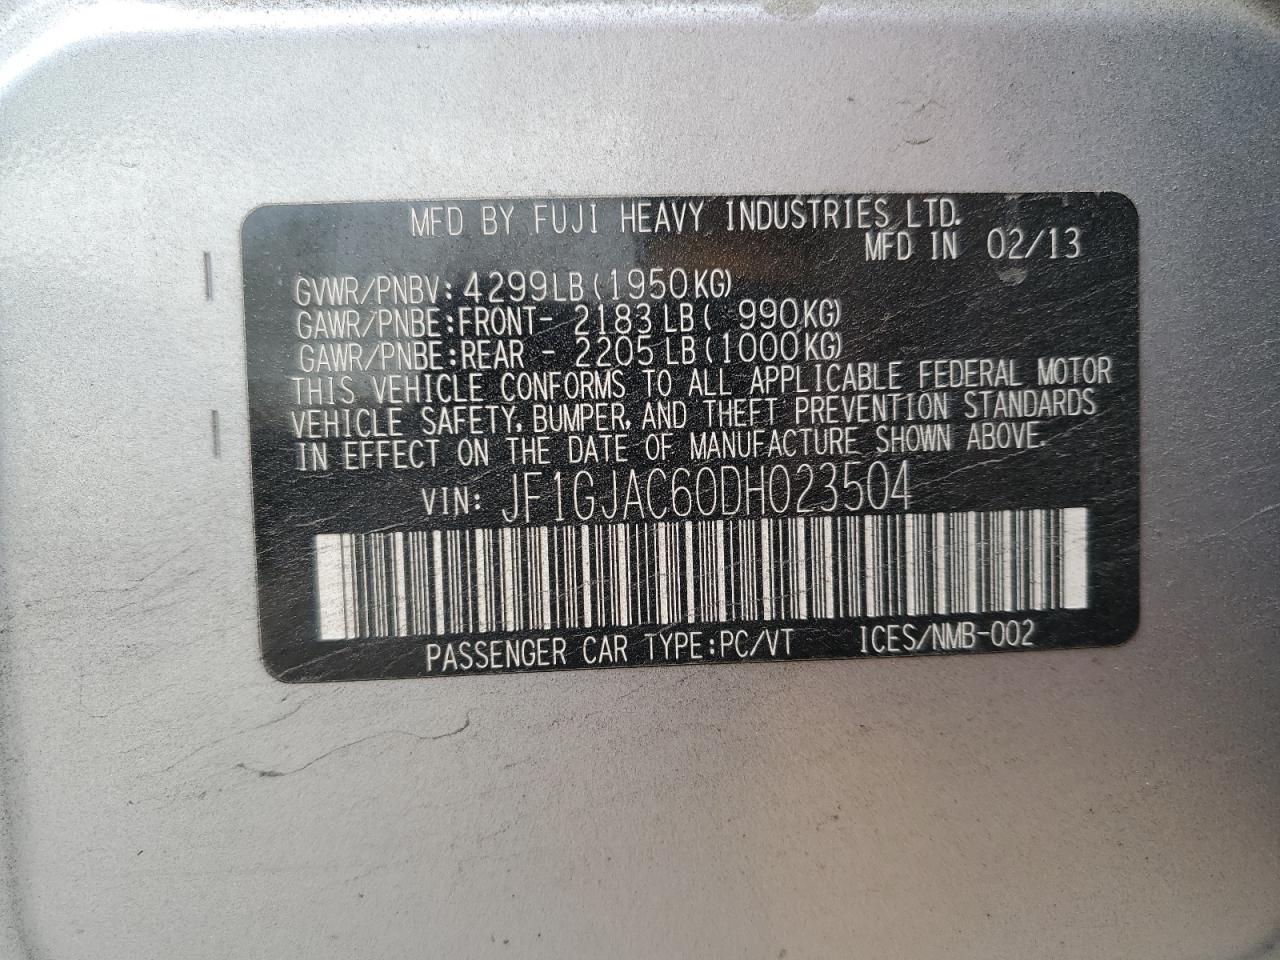 MFD BY FUJI HEAVY INDUSTRIES LTD.
MFD IN 02/13
GVWR/PNBV: 4299LB (1950KG)
GAWR/PNBE: FRONT- 2183 LB ( 990KG)
GAWR/PNBE: REAR - 2205 LB (1000KG)
THIS VEHICLE CONFORMS TO ALL APPLICABLE FEDERAL MOTOR
VEHICLE SAFETY, BUMPER, AND THEFT PREVENTION STANDARDS
IN EFFECT ON THE DATE OF MANUFACTURE SHOWN ABOVE.
VIN: JF1GJAC60DH023504
PASSENGER CAR TYPE:PC/VT ICES/NMB-002